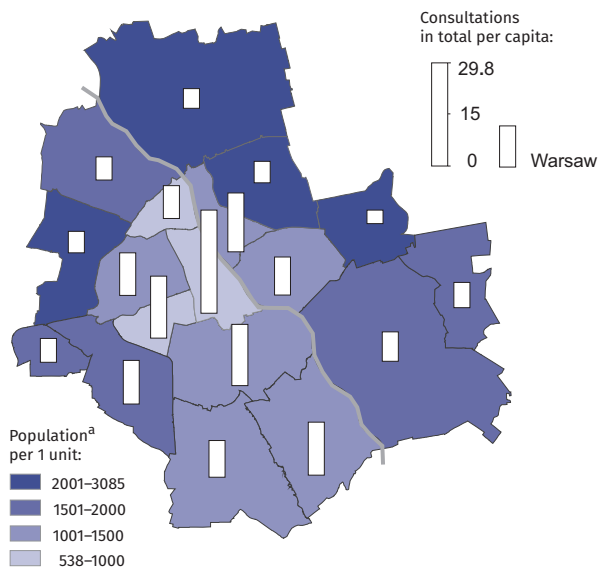 Consultations
in total per capita:
29.8
15
0
Warsaw
Populationᵃ
per 1 unit:
2001–3085
1501–2000
1001–1500
538–1000